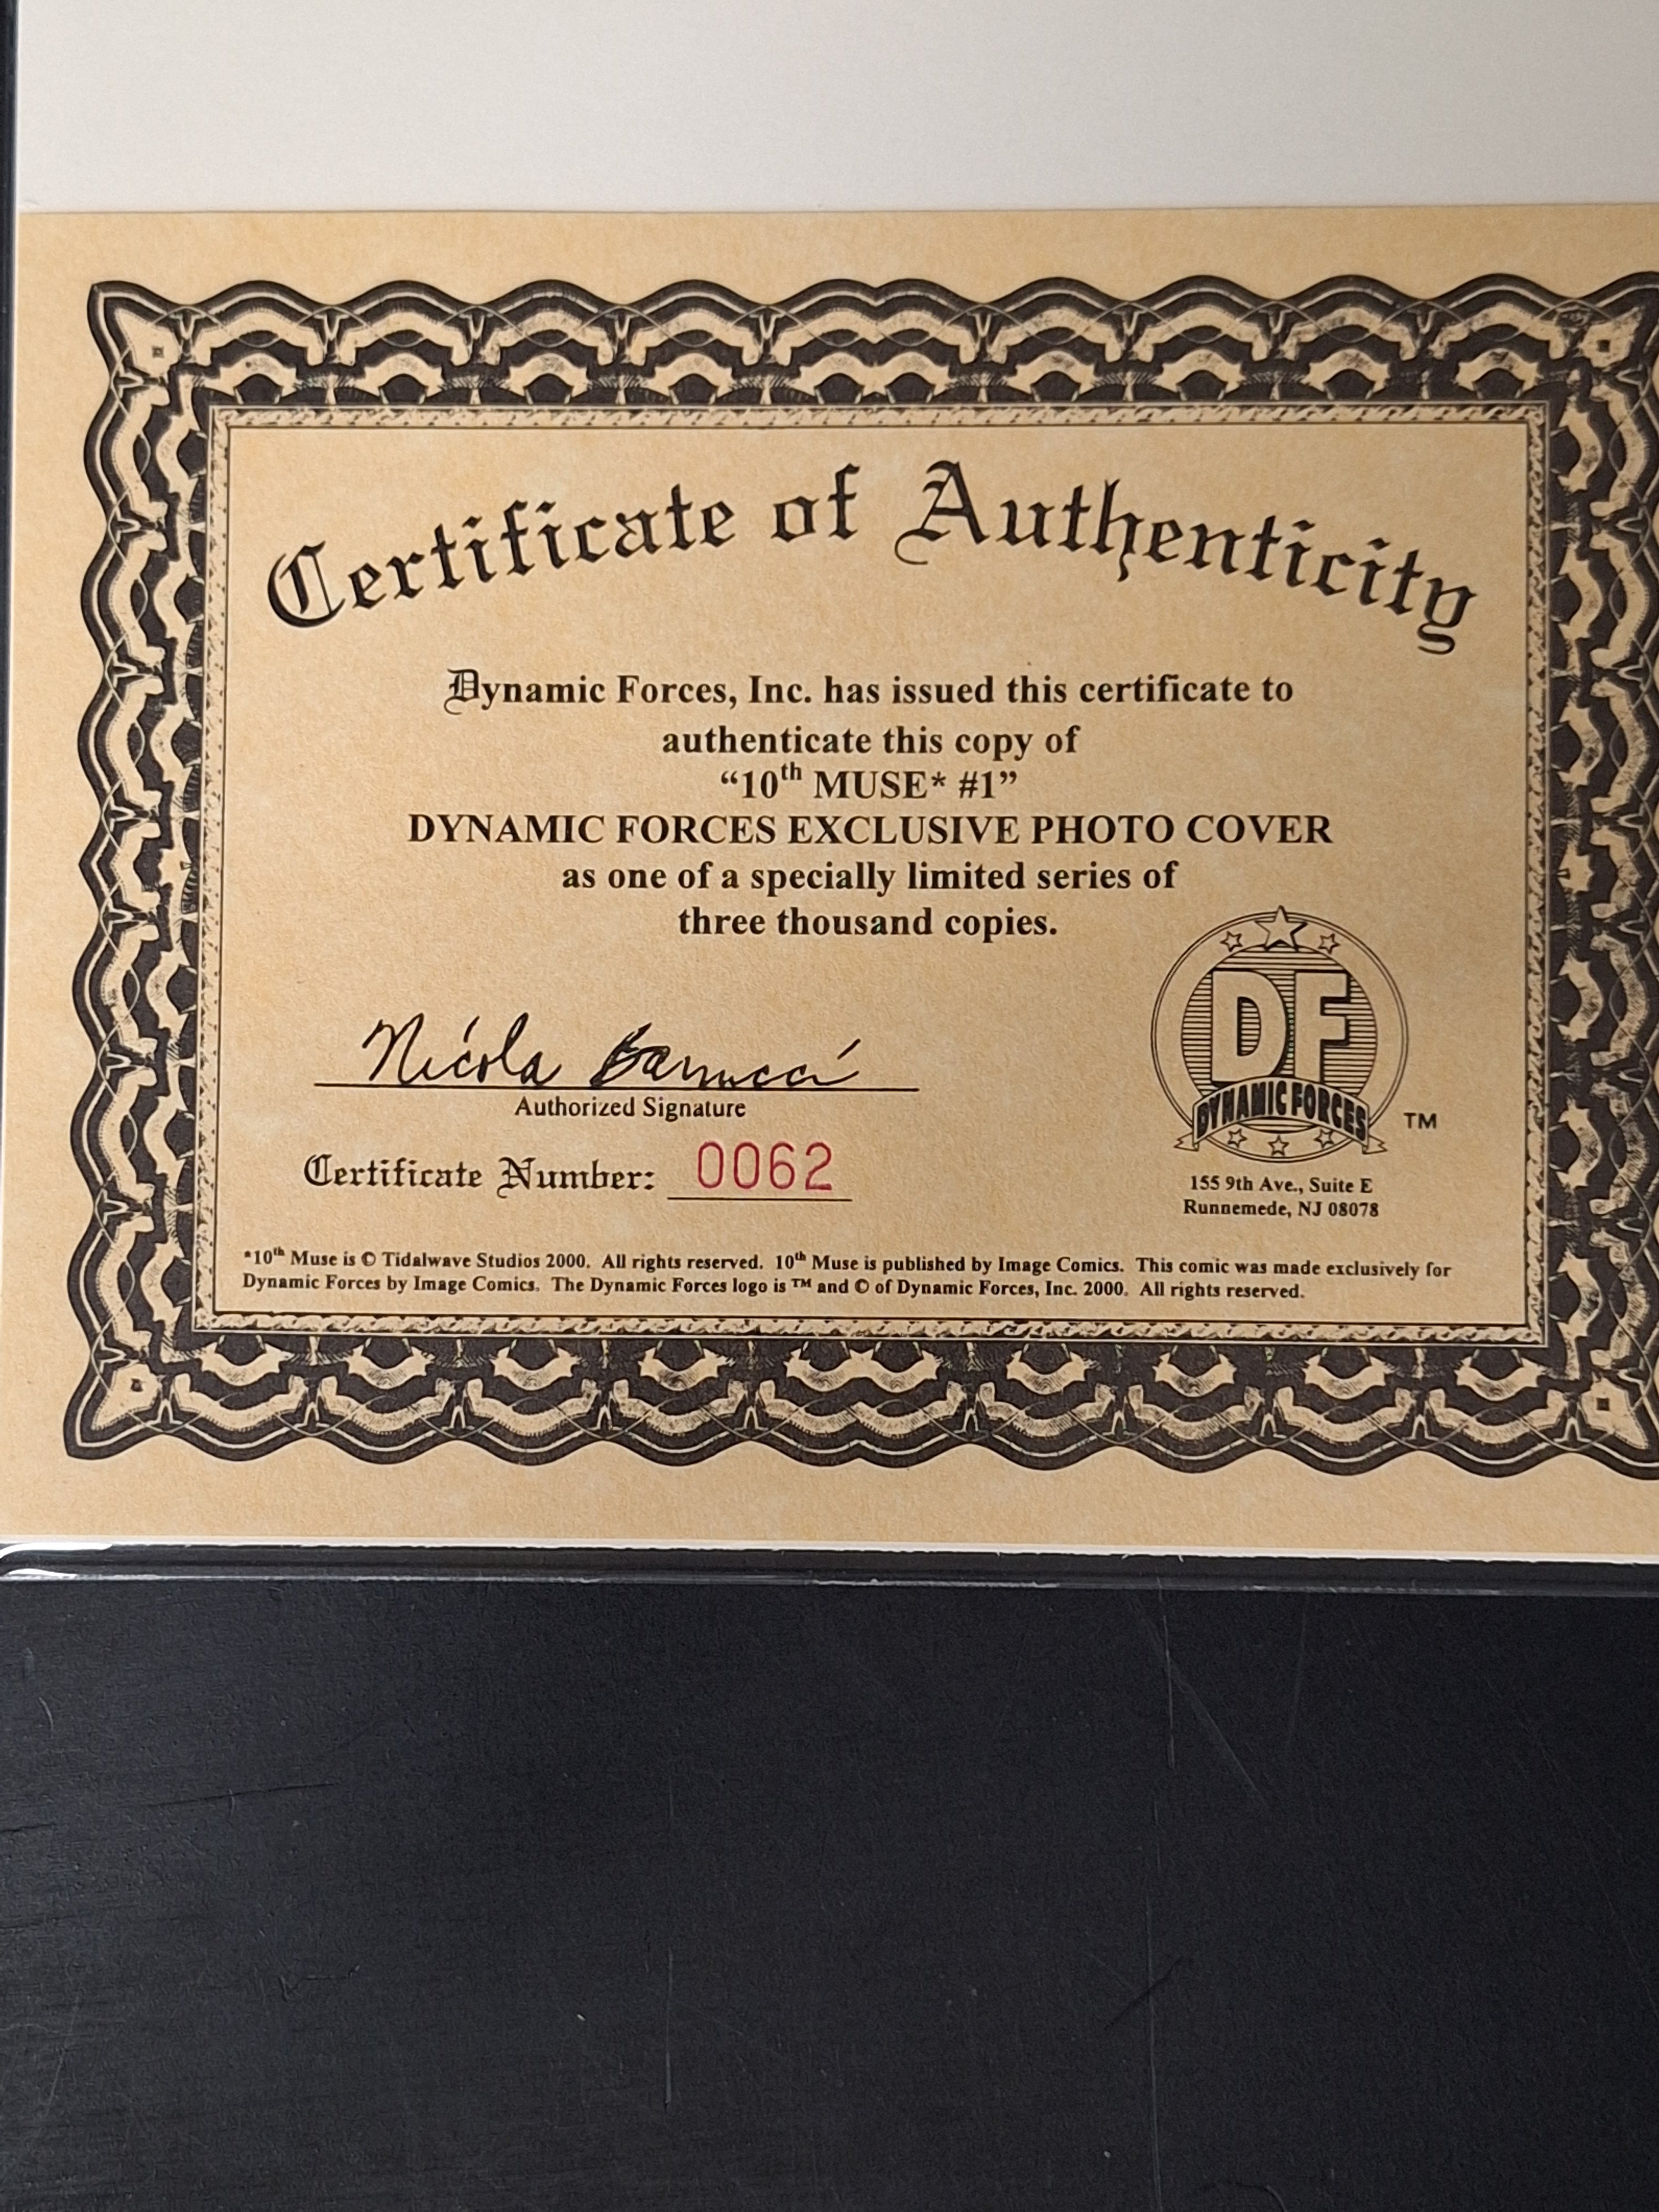 Certificate of Authenticity
Dynamic Forces, Inc. has issued this certificate to
authenticate this copy of
“10th MUSE* #1”
DYNAMIC FORCES EXCLUSIVE PHOTO COVER
as one of a specially limited series of
three thousand copies.
Nicola Barrucci
Authorized Signature
Certificate Number: 0062
DF
DYNAMIC FORCES
TM
155 9th Ave., Suite E
Runnemede, NJ 08078
*10th Muse is © Tidalwave Studios 2000. All rights reserved. 10th Muse is published by Image Comics. This comic was made exclusively for
Dynamic Forces by Image Comics. The Dynamic Forces logo is ™ and © of Dynamic Forces, Inc. 2000. All rights reserved.